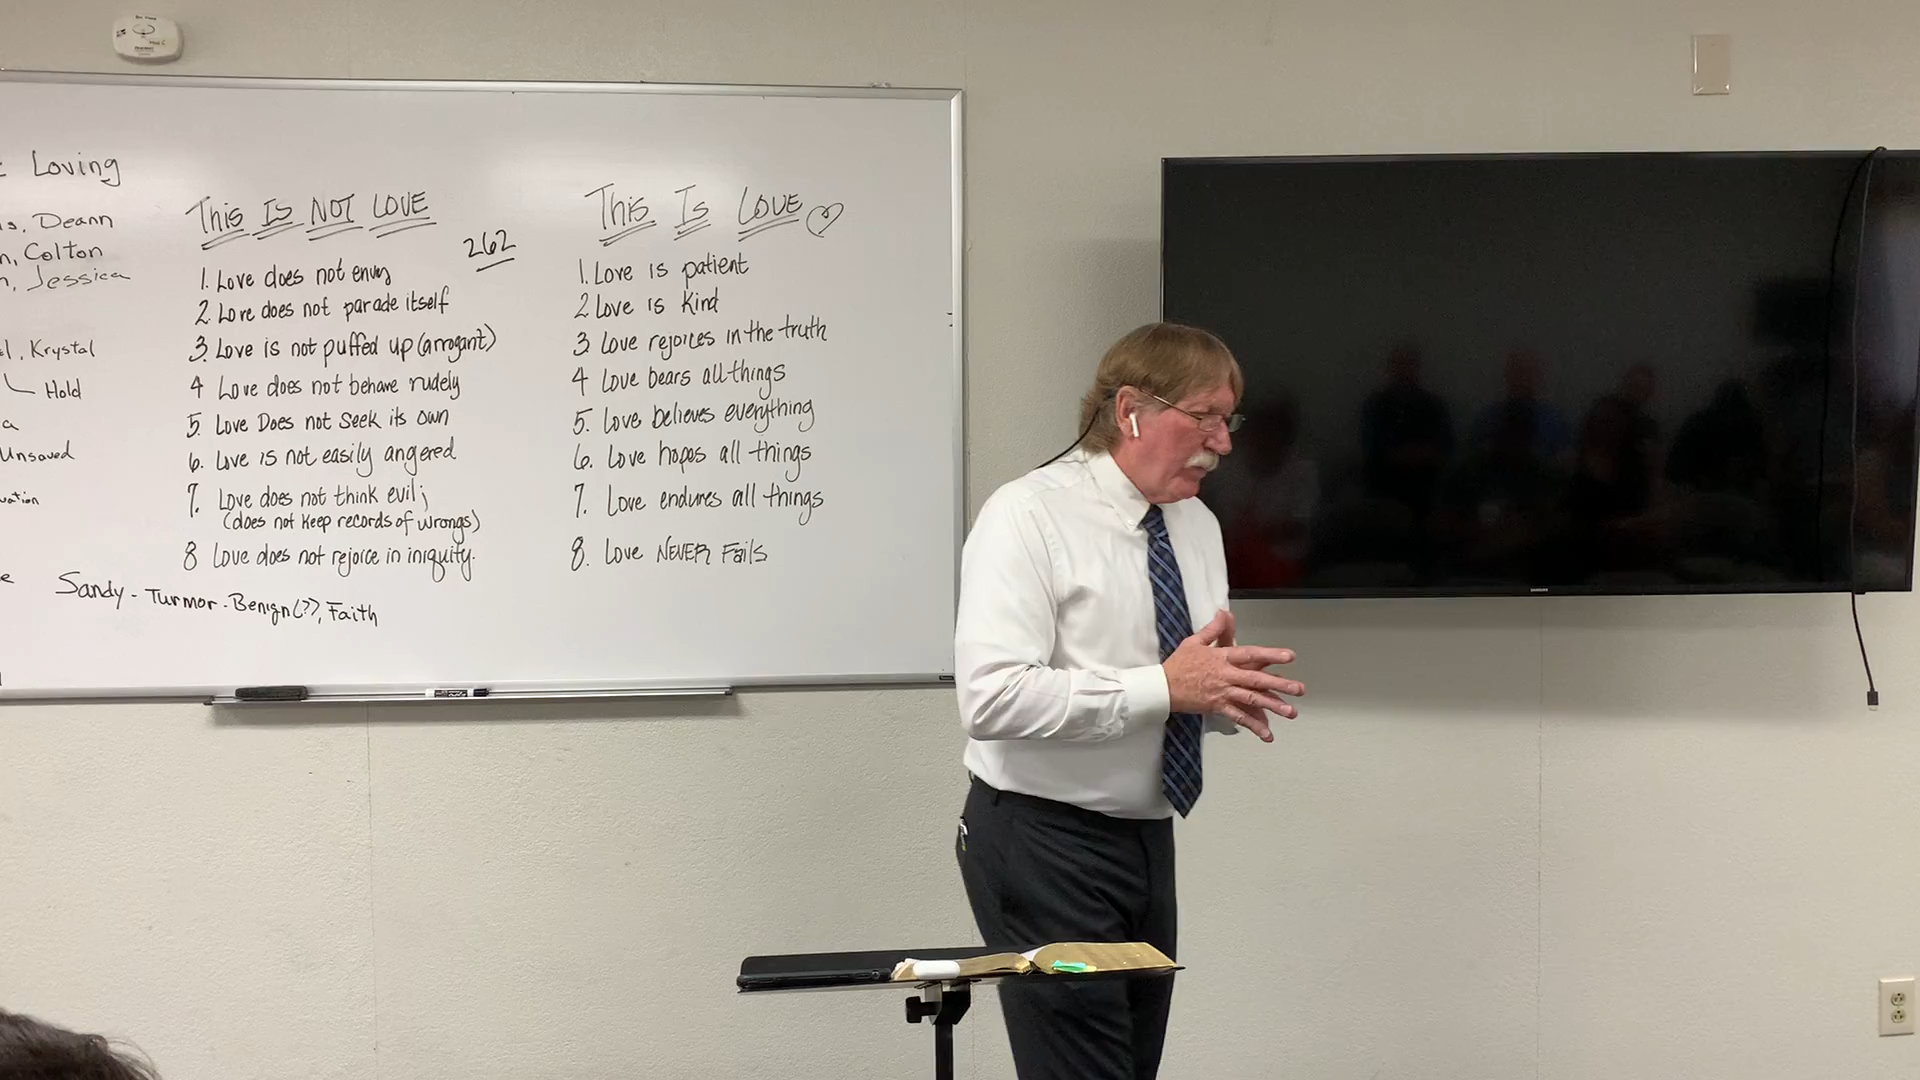 Loving
Deann
Colton
Jessica
Krystal
Hold
Unsaved
THIS IS NOT LOVE
262
1. Love does not envy
2. Love does not parade itself
3. Love is not puffed up (arrogant)
4 Love does not behave rudely
5. Love Does not seek its own
6. Love is not easily angered
7. Love does not think evil;
(does not keep records of wrongs)
8 Love does not rejoice in iniquity.
Sandy - Turmor - Benign(??), Faith
This Is LOVE
1. Love is patient
2 Love is kind
3 Love rejoices in the truth
4 Love bears all things
5. Love believes everything
6. Love hopes all things
7. Love endures all things
8. Love NEVER Fails
SAMSUNG